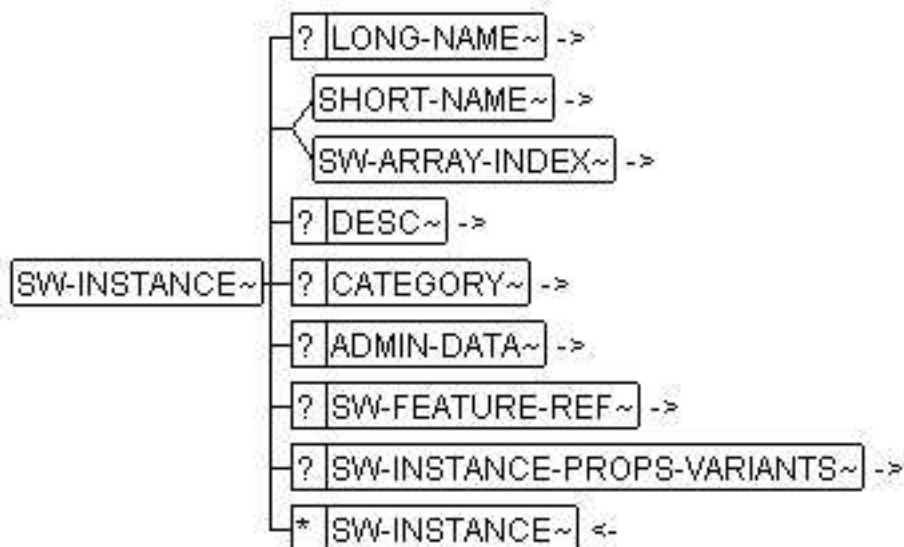 ? LONG-NAME~ ->
SHORT-NAME~ ->
SW-ARRAY-INDEX~ ->
? DESC~ ->
SW-INSTANCE~ ? CATEGORY~ ->
? ADMIN-DATA~ ->
? SW-FEATURE-REF~ ->
? SW-INSTANCE-PROPS-VARIANTS~ ->
* SW-INSTANCE~ <-